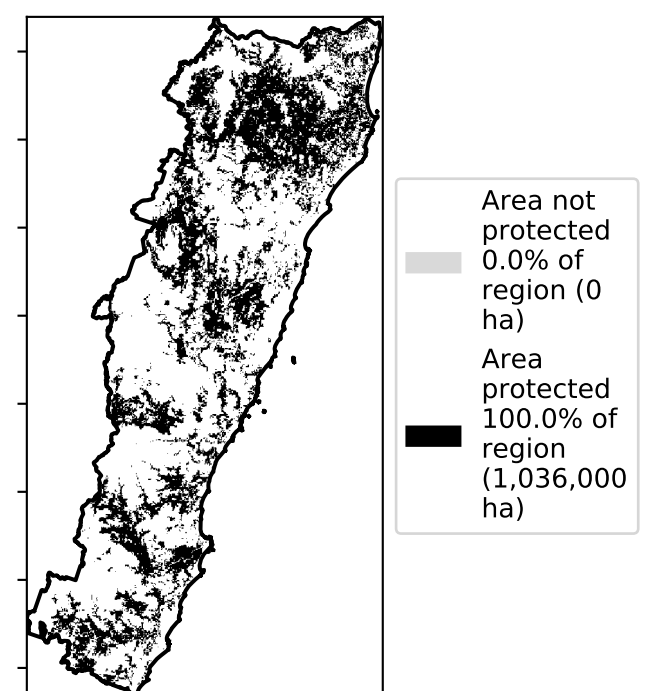 Area not
protected
0.0% of
region (0
ha)
Area
protected
100.0% of
region
(1,036,000
ha)